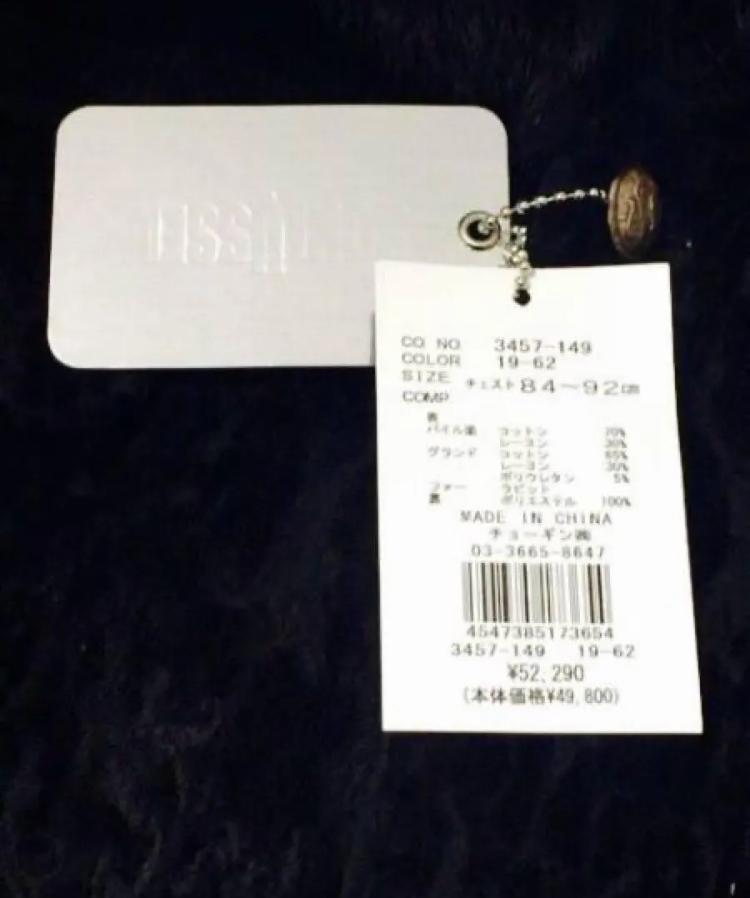 CO NO 3457-149
COLOR 19-62
SIZE チェスト84～92cm
COMP
表
パイル糸 コットン 70%
レーヨン 30%
グランド コットン 65%
レーヨン 30%
ポリウレタン 5%
ファー ラビット
裏 ポリエステル 100%
MADE IN CHINA
チョーギン㈱
03-3665-8647
4547385173654
3457-149 19-62
¥52,290
(本体価格¥49,800)